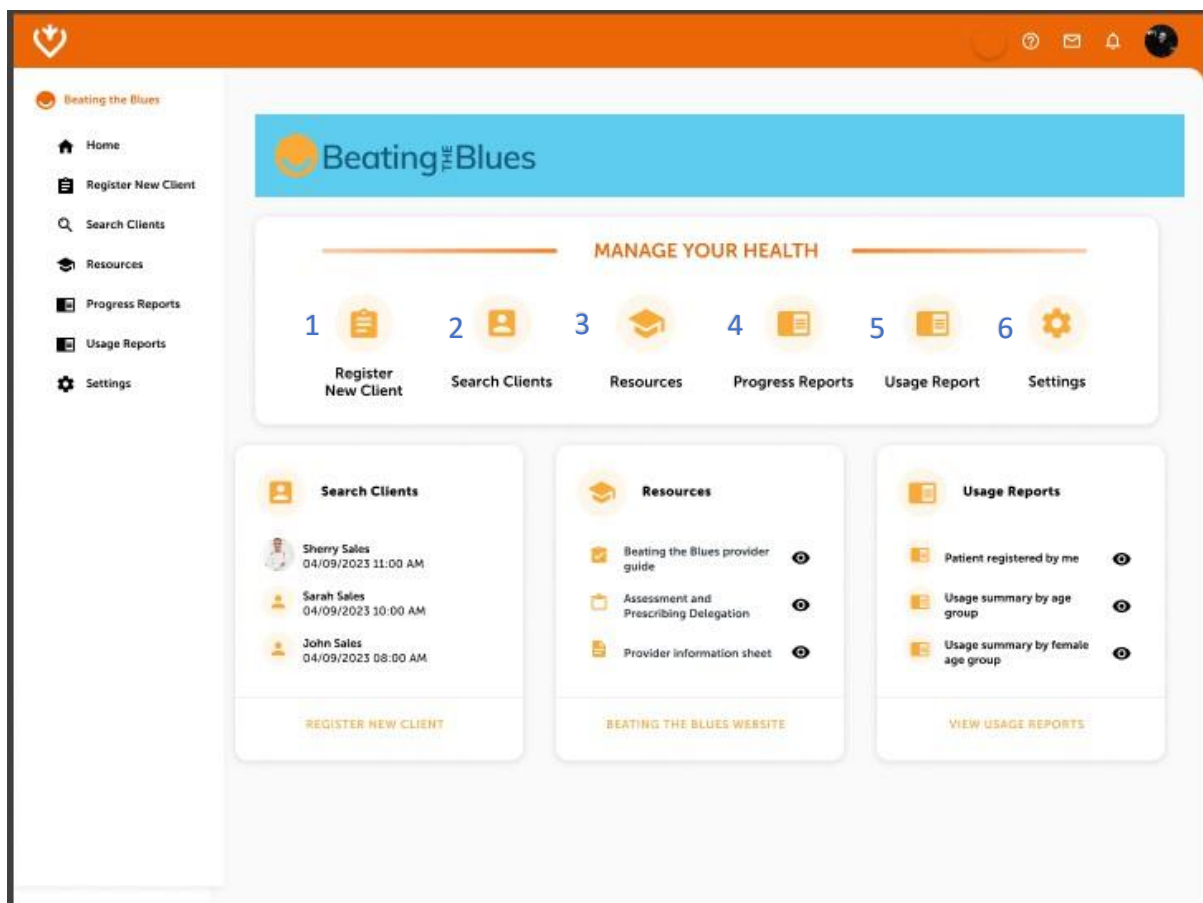 Beating the Blues
Home
Register New Client
Search Clients
Resources
Progress Reports
Usage Reports
Settings
Beating THE Blues
MANAGE YOUR HEALTH
1
2
3
4
5
6
Register
New Client
Search Clients
Resources
Progress Reports
Usage Report
Settings
Search Clients
Sherry Sales
04/09/2023 11:00 AM
Sarah Sales
04/09/2023 10:00 AM
John Sales
04/09/2023 08:00 AM
REGISTER NEW CLIENT
Resources
Beating the Blues provider
guide
Assessment and
Prescribing Delegation
Provider information sheet
BEATING THE BLUES WEBSITE
Usage Reports
Patient registered by me
Usage summary by age
group
Usage summary by female
age group
VIEW USAGE REPORTS